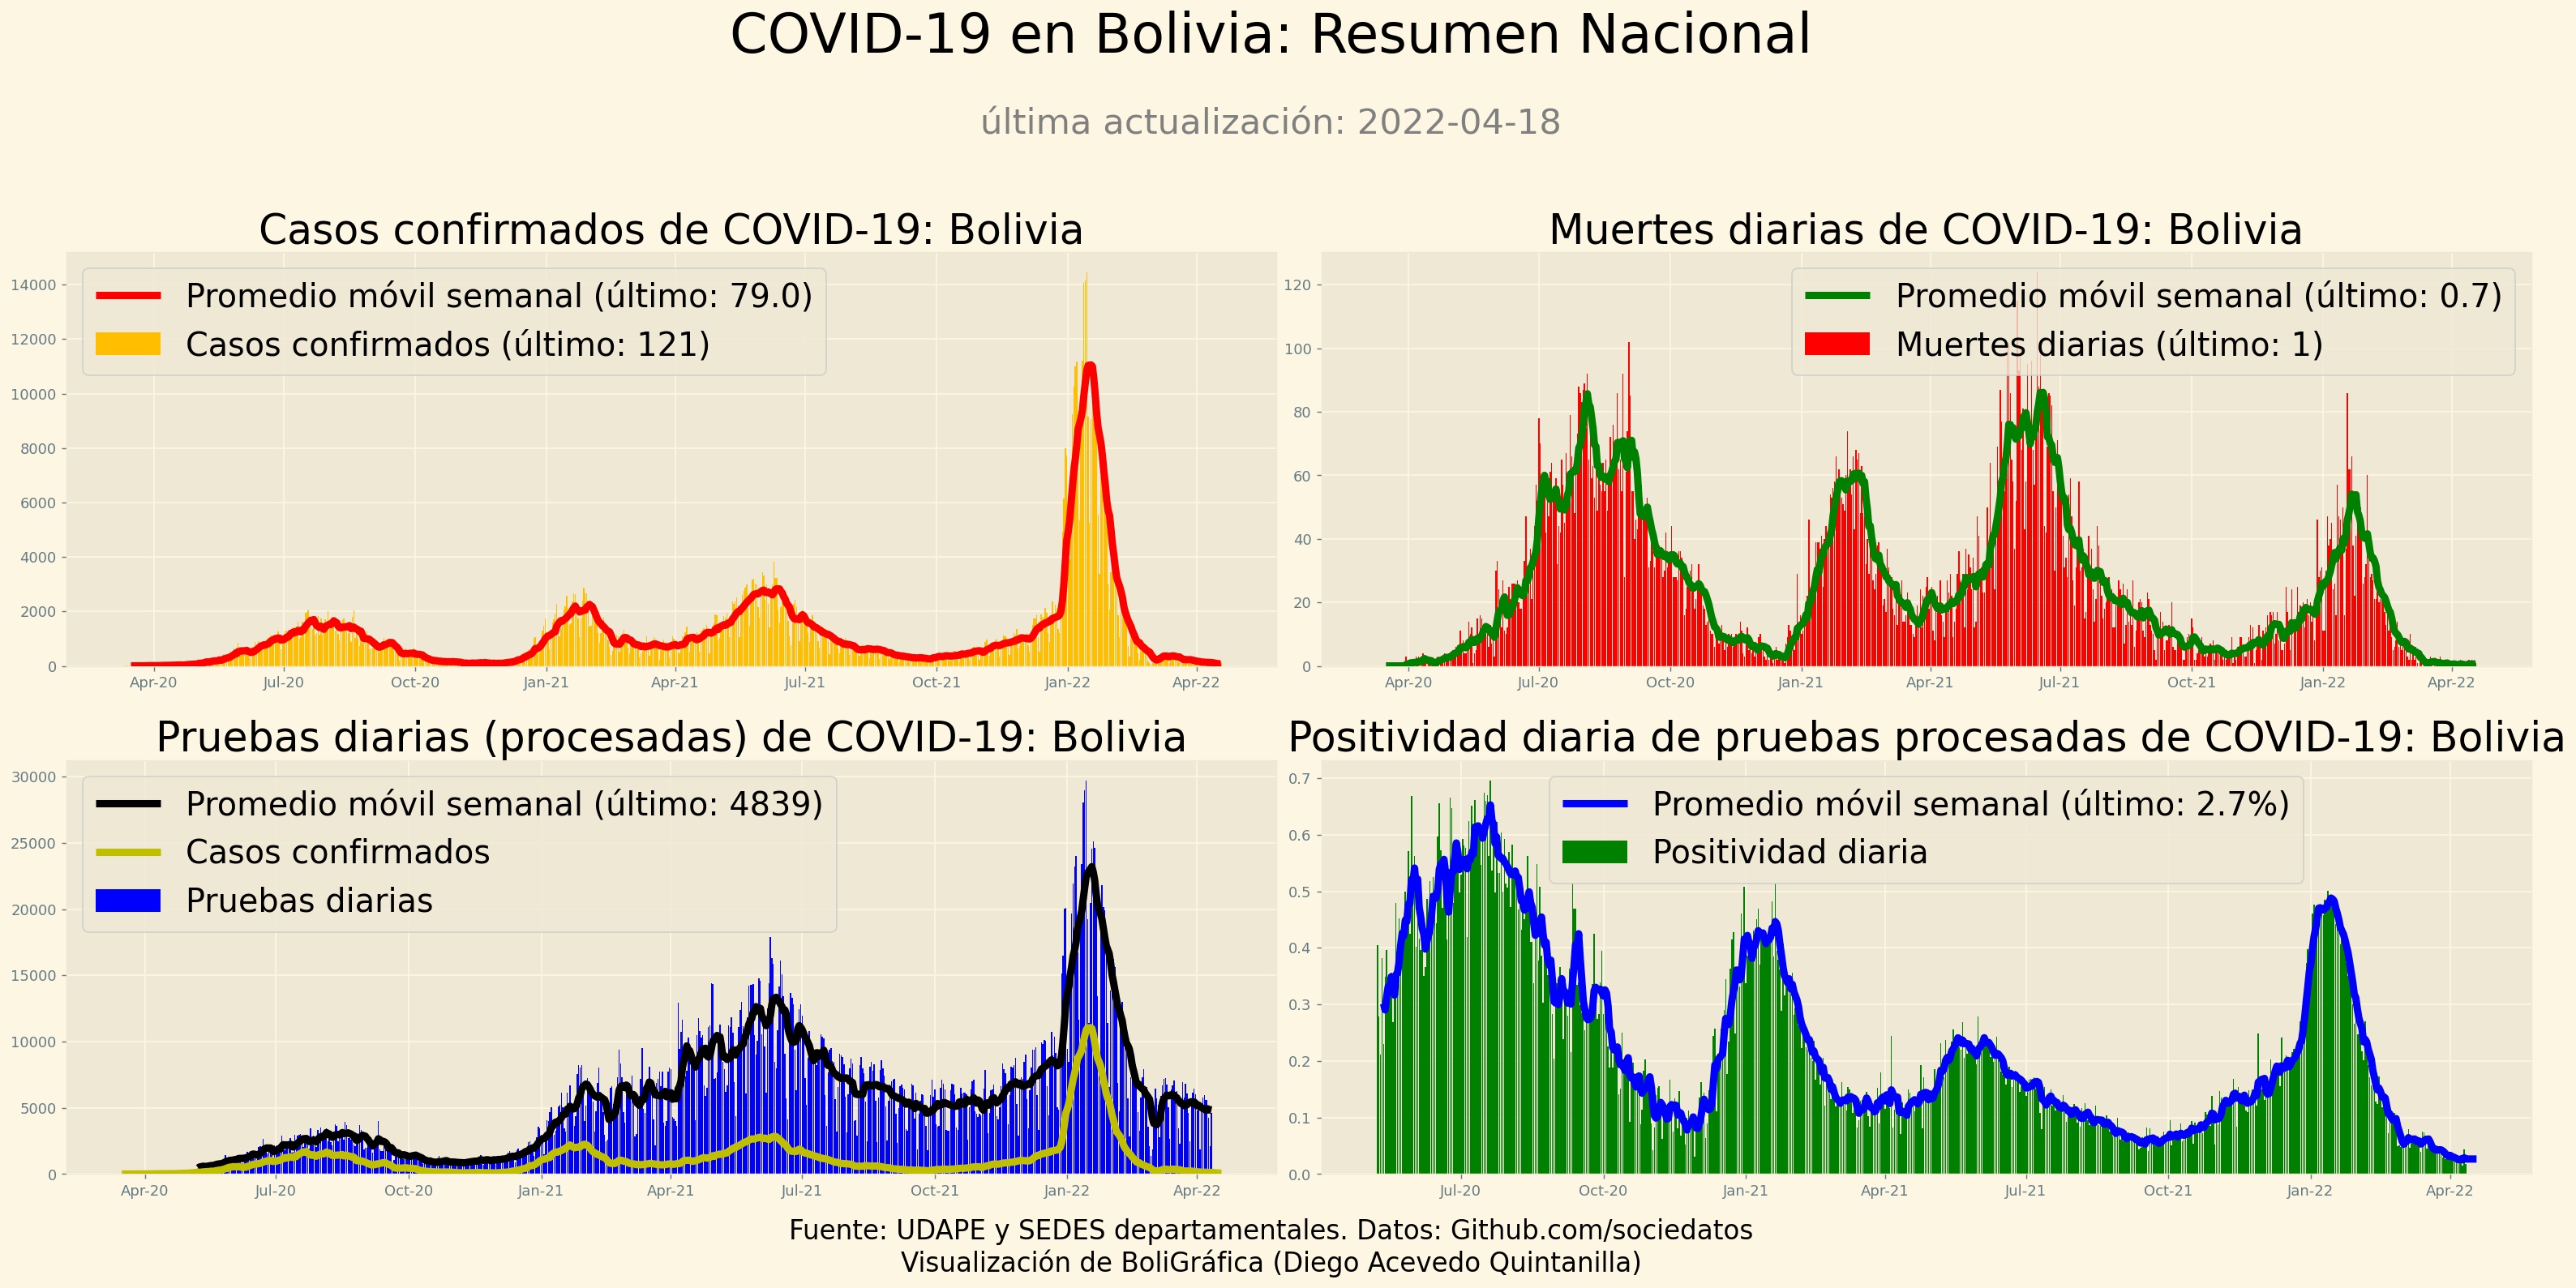 COVID-19 en Bolivia: Resumen Nacional
última actualización: 2022-04-18
Casos confirmados de COVID-19: Bolivia
Promedio móvil semanal (último: 79.0)
Casos confirmados (último: 121)
14000
12000
10000
8000
6000
4000
2000
0
Apr-20 Jul-20 Oct-20 Jan-21 Apr-21 Jul-21 Oct-21 Jan-22 Apr-22
Muertes diarias de COVID-19: Bolivia
Promedio móvil semanal (último: 0.7)
Muertes diarias (último: 1)
120
100
80
60
40
20
0
Apr-20 Jul-20 Oct-20 Jan-21 Apr-21 Jul-21 Oct-21 Jan-22 Apr-22
Pruebas diarias (procesadas) de COVID-19: Bolivia
Promedio móvil semanal (último: 4839)
Casos confirmados
Pruebas diarias
30000
25000
20000
15000
10000
5000
0
Apr-20 Jul-20 Oct-20 Jan-21 Apr-21 Jul-21 Oct-21 Jan-22 Apr-22
Positividad diaria de pruebas procesadas de COVID-19: Bolivia
Promedio móvil semanal (último: 2.7%)
Positividad diaria
0.7
0.6
0.5
0.4
0.3
0.2
0.1
0.0
Jul-20 Oct-20 Jan-21 Apr-21 Jul-21 Oct-21 Jan-22 Apr-22
Fuente: UDAPE y SEDES departamentales. Datos: Github.com/sociedatos
Visualización de BoliGráfica (Diego Acevedo Quintanilla)